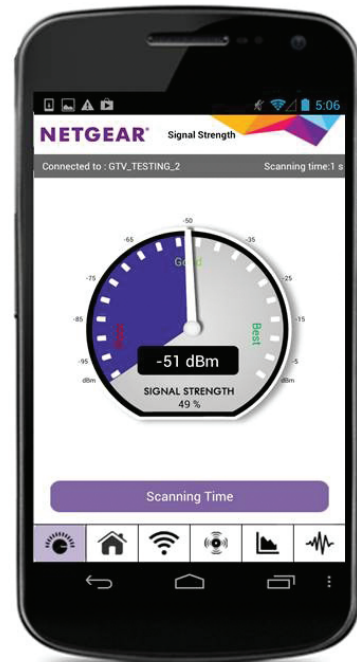 5:06
NETGEAR® Signal Strength
Connected to : GTV_TESTING_2 Scanning time:1 s
-50
-65 -35
Good
-75 -25
-85 -15
Best
-95 -5
dBm dBm
-51 dBm
SIGNAL STRENGTH
49 %
Scanning Time